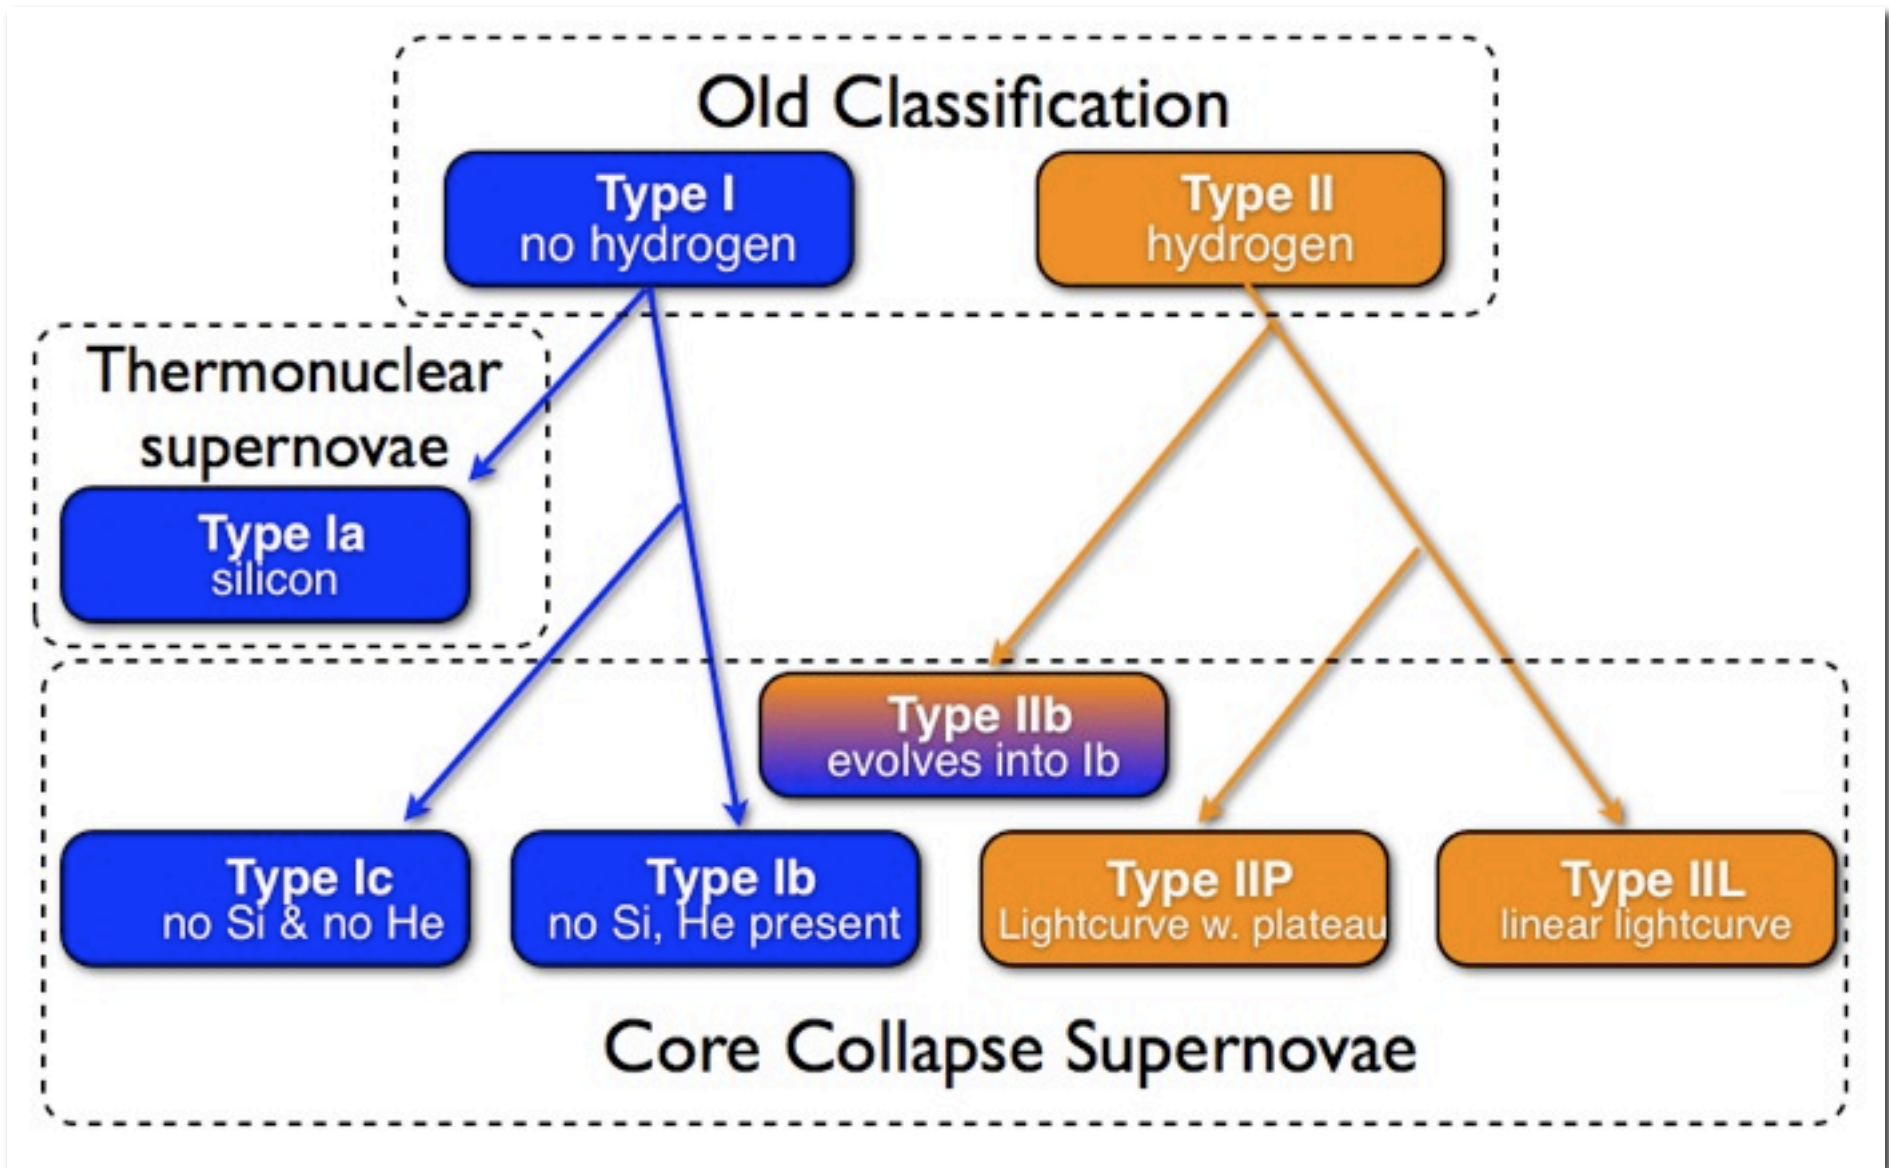 Old Classification
Type I
no hydrogen
Type II
hydrogen
Thermonuclear
supernovae
Type Ia
silicon
Type IIb
evolves into Ib
Type Ic
no Si & no He
Type Ib
no Si, He present
Type IIP
Lightcurve w. plateau
Type IIL
linear lightcurve
Core Collapse Supernovae